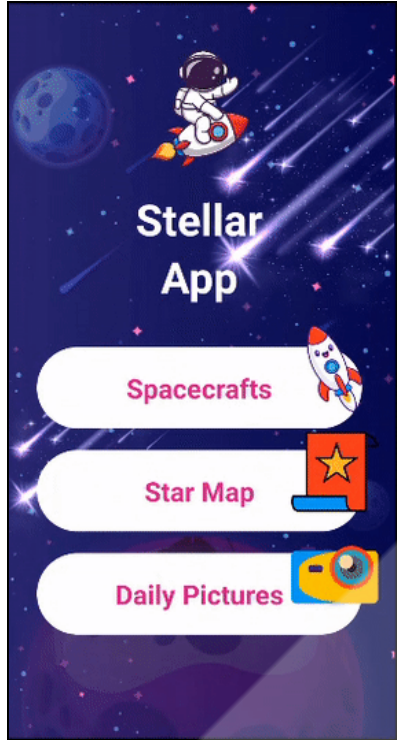 Stellar
App
Spacecrafts
Star Map
Daily Pictures